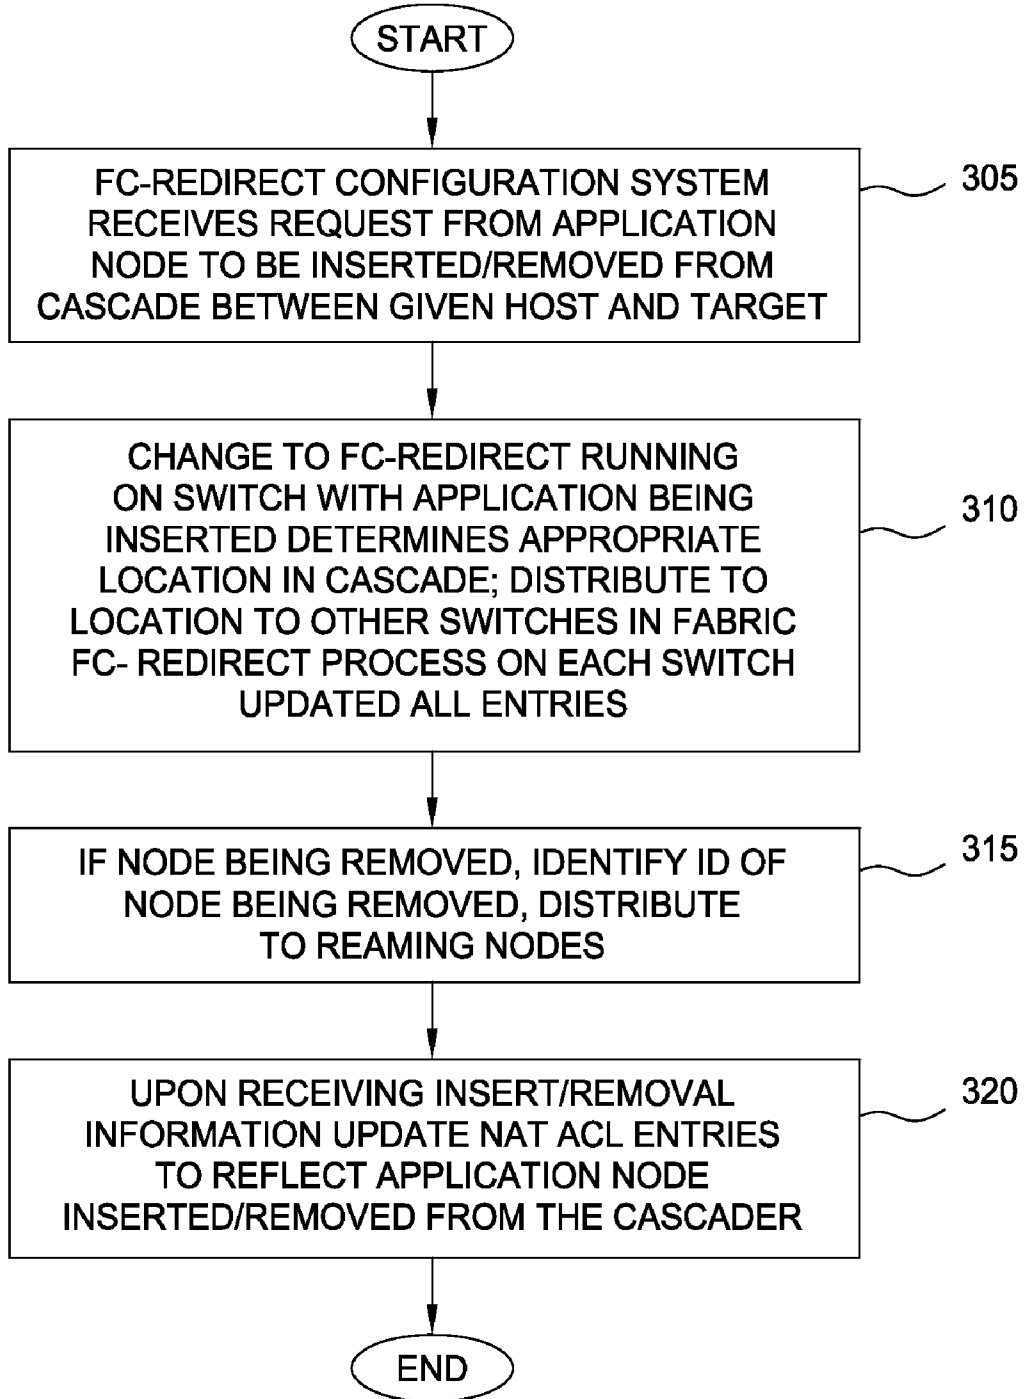 START
FC-REDIRECT CONFIGURATION SYSTEM
RECEIVES REQUEST FROM APPLICATION
NODE TO BE INSERTED/REMOVED FROM
CASCADE BETWEEN GIVEN HOST AND TARGET
305
CHANGE TO FC-REDIRECT RUNNING
ON SWITCH WITH APPLICATION BEING
INSERTED DETERMINES APPROPRIATE
LOCATION IN CASCADE; DISTRIBUTE TO
LOCATION TO OTHER SWITCHES IN FABRIC
FC- REDIRECT PROCESS ON EACH SWITCH
UPDATED ALL ENTRIES
310
IF NODE BEING REMOVED, IDENTIFY ID OF
NODE BEING REMOVED, DISTRIBUTE
TO REAMING NODES
315
UPON RECEIVING INSERT/REMOVAL
INFORMATION UPDATE NAT ACL ENTRIES
TO REFLECT APPLICATION NODE
INSERTED/REMOVED FROM THE CASCADER
320
END